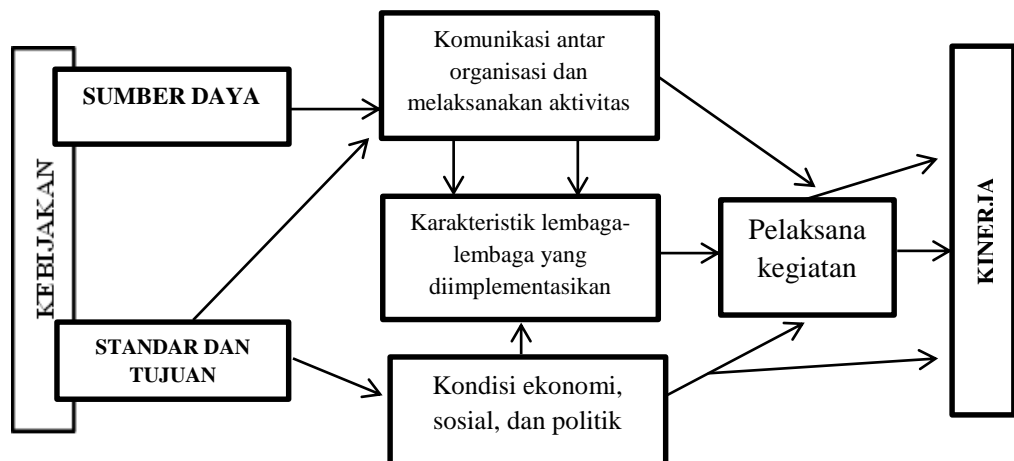 KEBIJAKAN
SUMBER DAYA
STANDAR DAN
TUJUAN
Komunikasi antar
organisasi dan
melaksanakan aktivitas
Karakteristik lembaga-
lembaga yang
diimplementasikan
Kondisi ekonomi,
sosial, dan politik
Pelaksana
kegiatan
KINERJA